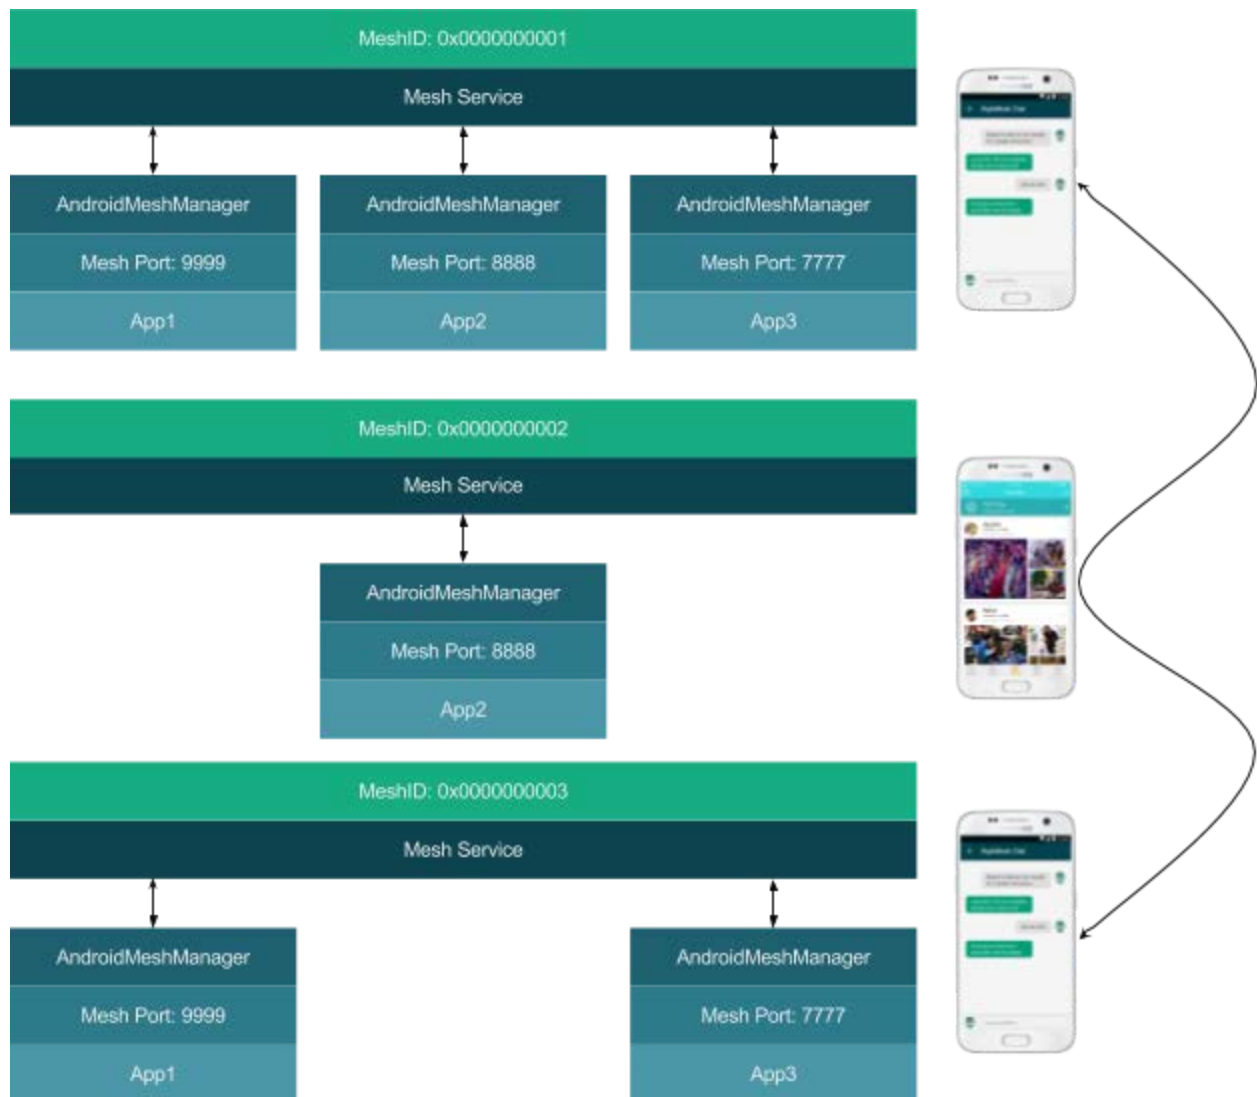 MeshID: 0x0000000001
Mesh Service
AndroidMeshManager
Mesh Port: 9999
App1
AndroidMeshManager
Mesh Port: 8888
App2
AndroidMeshManager
Mesh Port: 7777
App3
MeshID: 0x0000000002
Mesh Service
AndroidMeshManager
Mesh Port: 8888
App2
MeshID: 0x0000000003
Mesh Service
AndroidMeshManager
Mesh Port: 9999
App1
AndroidMeshManager
Mesh Port: 7777
App3